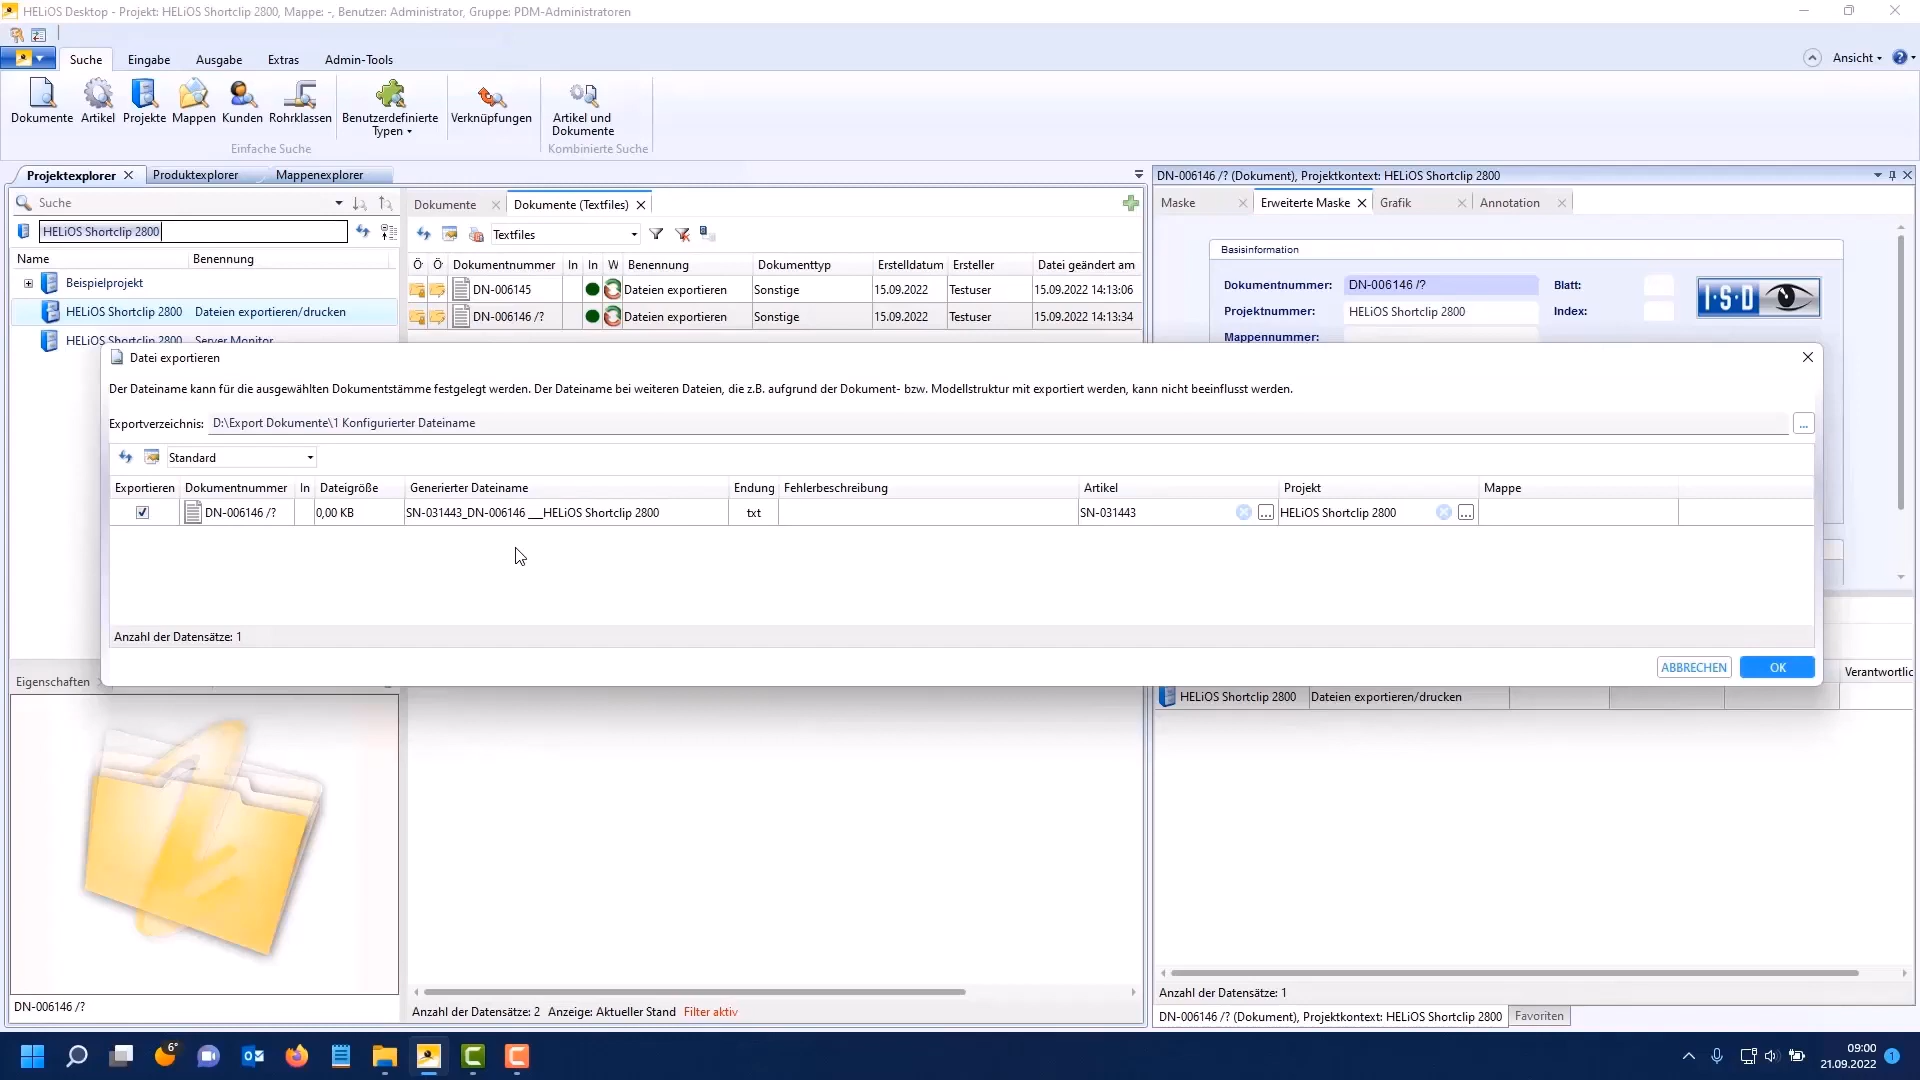 HELiOS Desktop - Projekt: HELiOS Shortclip 2800, Mappe: -, Benutzer: Administrator, Gruppe: PDM-Administratoren
Suche Eingabe Ausgabe Extras Admin-Tools Ansicht
Dokumente Artikel Projekte Mappen Kunden Rohrklassen Benutzerdefinierte Typen Verknüpfungen Artikel und Dokumente
Einfache Suche Kombinierte Suche
Projektexplorer Produktexplorer Mappenexplorer
DN-006146 /? (Dokument), Projektkontext: HELiOS Shortclip 2800
Suche
Dokumente Dokumente (Textfiles)
Maske Erweiterte Maske Grafik Annotation
HELiOS Shortclip 2800
Textfiles
Name Benennung
Ö Ö Dokumentnummer In In W Benennung Dokumenttyp Erstelldatum Ersteller Datei geändert am
Basisinformation
Beispielprojekt
DN-006145 Dateien exportieren Sonstige 15.09.2022 Testuser 15.09.2022 14:13:06
Dokumentnummer: DN-006146 /? Blatt:
I·S·D
HELiOS Shortclip 2800 Dateien exportieren/drucken
DN-006146 /? Dateien exportieren Sonstige 15.09.2022 Testuser 15.09.2022 14:13:34
Projektnummer: HELiOS Shortclip 2800 Index:
HELiOS Shortclip 2800 Server Monitor
Mappennummer:
Datei exportieren
Der Dateiname kann für die ausgewählten Dokumentstämme festgelegt werden. Der Dateiname bei weiteren Dateien, die z.B. aufgrund der Dokument- bzw. Modellstruktur mit exportiert werden, kann nicht beeinflusst werden.
Exportverzeichnis: D:\Export Dokumente\1 Konfigurierter Dateiname ...
Standard
Exportieren Dokumentnummer In Dateigröße Generierter Dateiname Endung Fehlerbeschreibung Artikel Projekt Mappe
DN-006146 /? 0,00 KB SN-031443_DN-006146 ___HELiOS Shortclip 2800 txt SN-031443 ... HELiOS Shortclip 2800 ...
Anzahl der Datensätze: 1
ABBRECHEN OK
Eigenschaften
Verantwortlic
HELiOS Shortclip 2800 Dateien exportieren/drucken
Anzahl der Datensätze: 1
DN-006146 /?
Anzahl der Datensätze: 2 Anzeige: Aktueller Stand Filter aktiv
DN-006146 /? (Dokument), Projektkontext: HELiOS Shortclip 2800 Favoriten
6°
09:00
21.09.2022
1